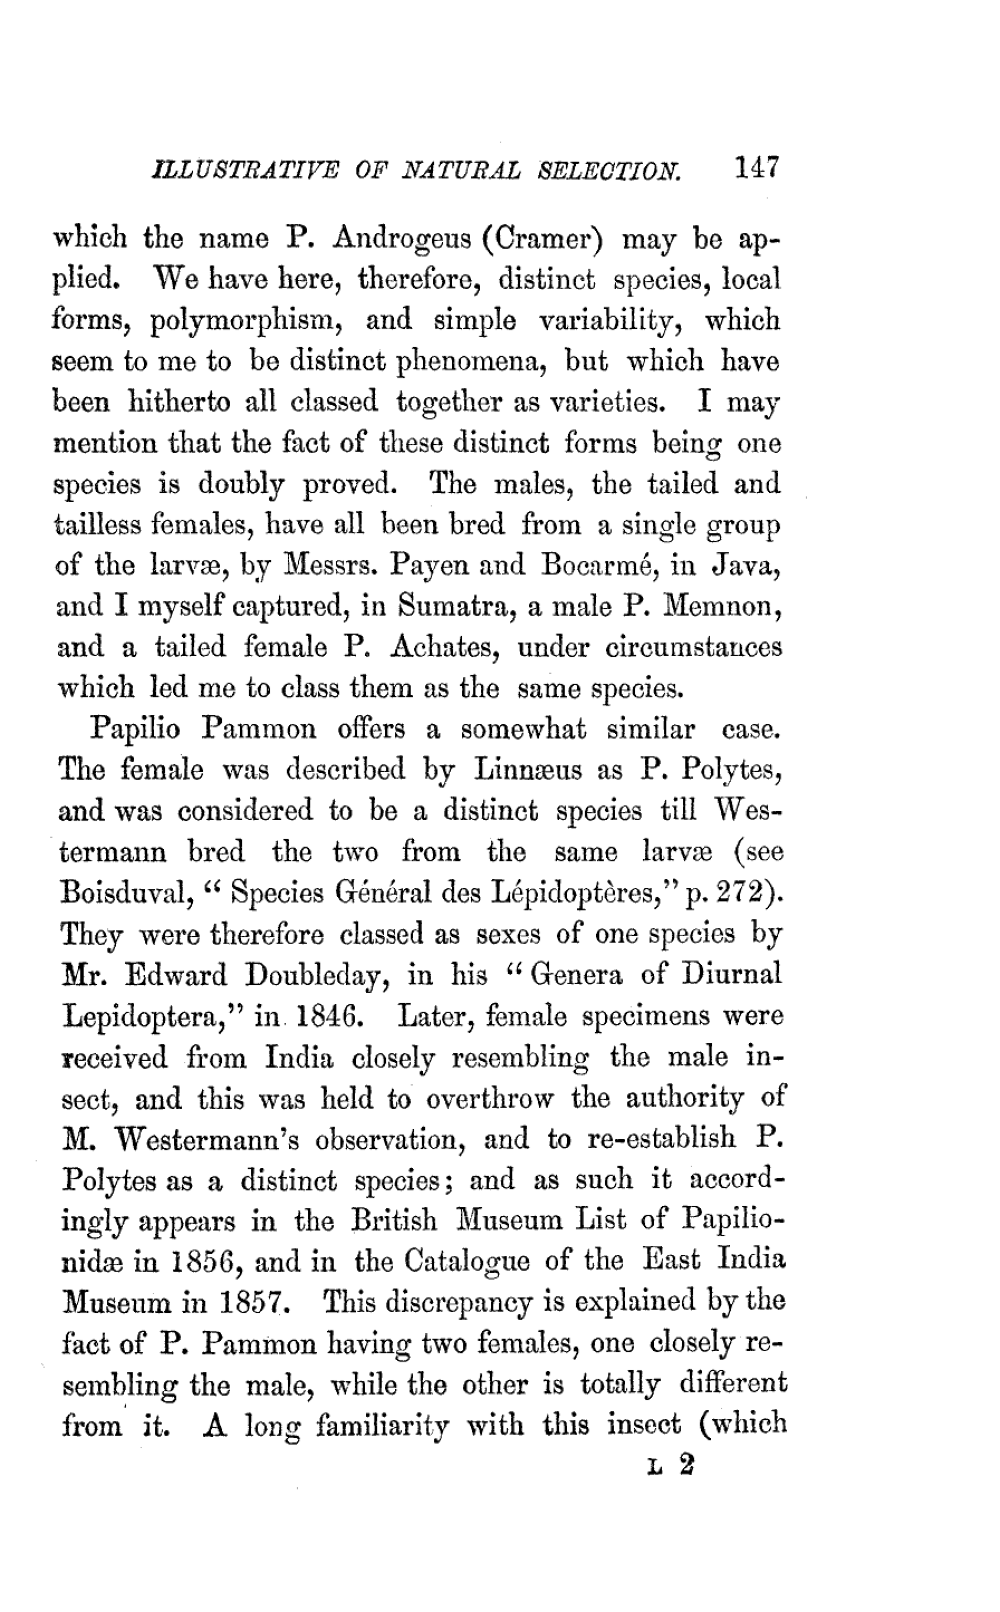 ILLUSTRATIVE OF NATURAL SELECTION. 147
which the name P. Androgeus (Cramer) may be ap-
plied. We have here, therefore, distinct species, local
forms, polymorphism, and simple variability, which
seem to me to be distinct phenomena, but which have
been hitherto all classed together as varieties. I may
mention that the fact of these distinct forms being one
species is doubly proved. The males, the tailed and
tailless females, have all been bred from a single group
of the larvæ, by Messrs. Payen and Bocarmé, in Java,
and I myself captured, in Sumatra, a male P. Memnon,
and a tailed female P. Achates, under circumstances
which led me to class them as the same species.
Papilio Pammon offers a somewhat similar case.
The female was described by Linnæus as P. Polytes,
and was considered to be a distinct species till Wes-
termann bred the two from the same larvæ (see
Boisduval, “ Species Général des Lépidoptères,” p. 272).
They were therefore classed as sexes of one species by
Mr. Edward Doubleday, in his “ Genera of Diurnal
Lepidoptera,” in 1846. Later, female specimens were
received from India closely resembling the male in-
sect, and this was held to overthrow the authority of
M. Westermann’s observation, and to re-establish P.
Polytes as a distinct species; and as such it accord-
ingly appears in the British Museum List of Papilio-
nidæ in 1856, and in the Catalogue of the East India
Museum in 1857. This discrepancy is explained by the
fact of P. Pammon having two females, one closely re-
sembling the male, while the other is totally different
from it. A long familiarity with this insect (which
L 2